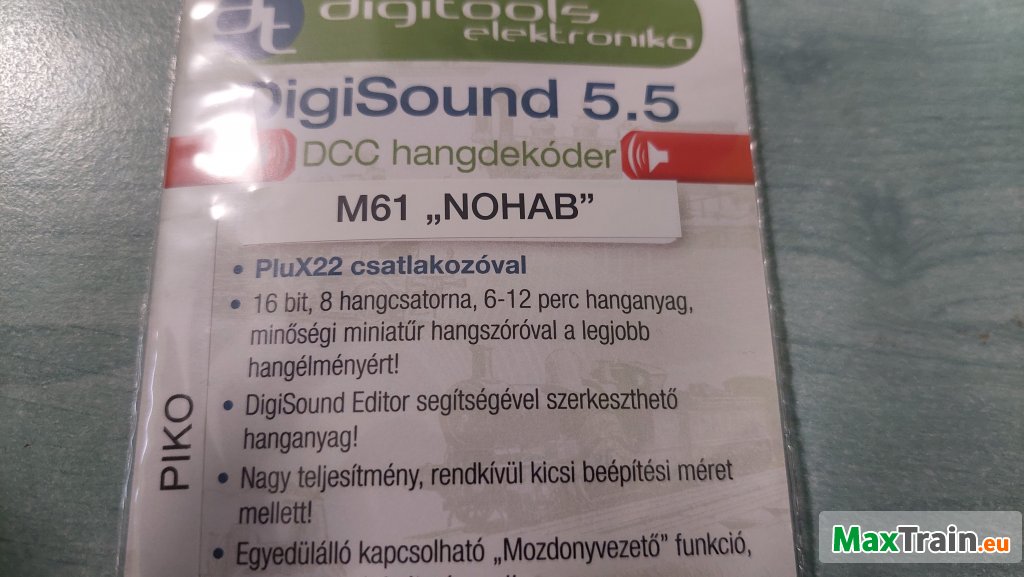 dt digitools
elektronika
DigiSound 5.5
DCC hangdekóder
M61 „NOHAB”
• PluX22 csatlakozóval
• 16 bit, 8 hangcsatorna, 6-12 perc hanganyag,
minőségi miniatűr hangszóróval a legjobb
hangélményért!
• DigiSound Editor segítségével szerkeszthető
hanganyag!
• Nagy teljesítmény, rendkívül kicsi beépítési méret
mellett!
• Egyedülálló kapcsolható „Mozdonyvezető” funkció,
PIKO
MaxTrain.eu